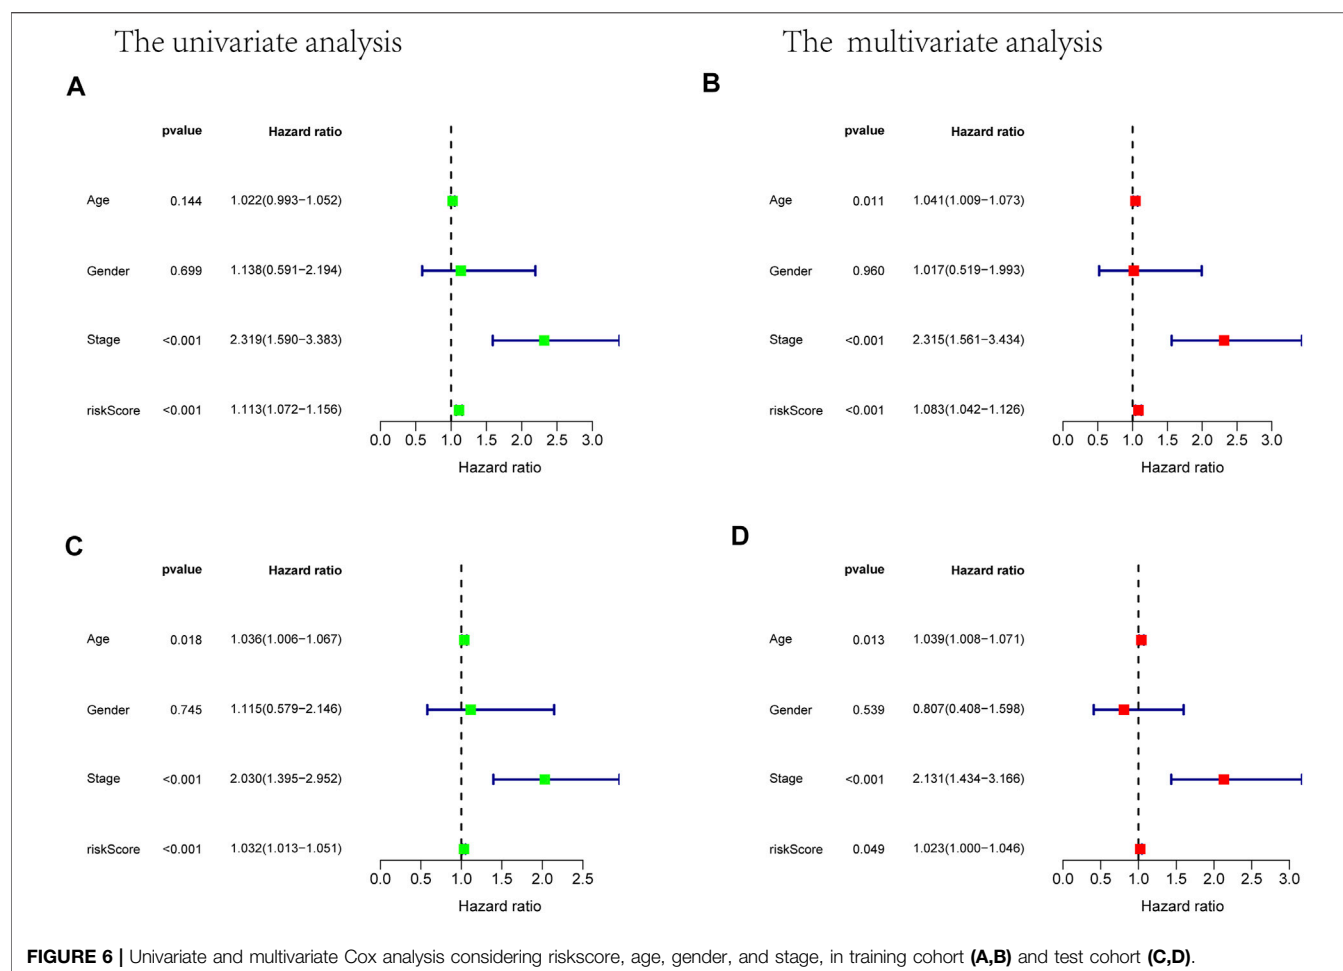 The univariate analysis
The multivariate analysis
A
pvalue Hazard ratio
Age 0.144 1.022(0.993−1.052)
Gender 0.699 1.138(0.591−2.194)
Stage <0.001 2.319(1.590−3.383)
riskScore <0.001 1.113(1.072−1.156)
0.0 0.5 1.0 1.5 2.0 2.5 3.0
Hazard ratio
B
pvalue Hazard ratio
Age 0.011 1.041(1.009−1.073)
Gender 0.960 1.017(0.519−1.993)
Stage <0.001 2.315(1.561−3.434)
riskScore <0.001 1.083(1.042−1.126)
0.0 0.5 1.0 1.5 2.0 2.5 3.0
Hazard ratio
C
pvalue Hazard ratio
Age 0.018 1.036(1.006−1.067)
Gender 0.745 1.115(0.579−2.146)
Stage <0.001 2.030(1.395−2.952)
riskScore <0.001 1.032(1.013−1.051)
0.0 0.5 1.0 1.5 2.0 2.5
Hazard ratio
D
pvalue Hazard ratio
Age 0.013 1.039(1.008−1.071)
Gender 0.539 0.807(0.408−1.598)
Stage <0.001 2.131(1.434−3.166)
riskScore 0.049 1.023(1.000−1.046)
0.0 0.5 1.0 1.5 2.0 2.5 3.0
Hazard ratio
FIGURE 6 | Univariate and multivariate Cox analysis considering riskscore, age, gender, and stage, in training cohort (A,B) and test cohort (C,D).